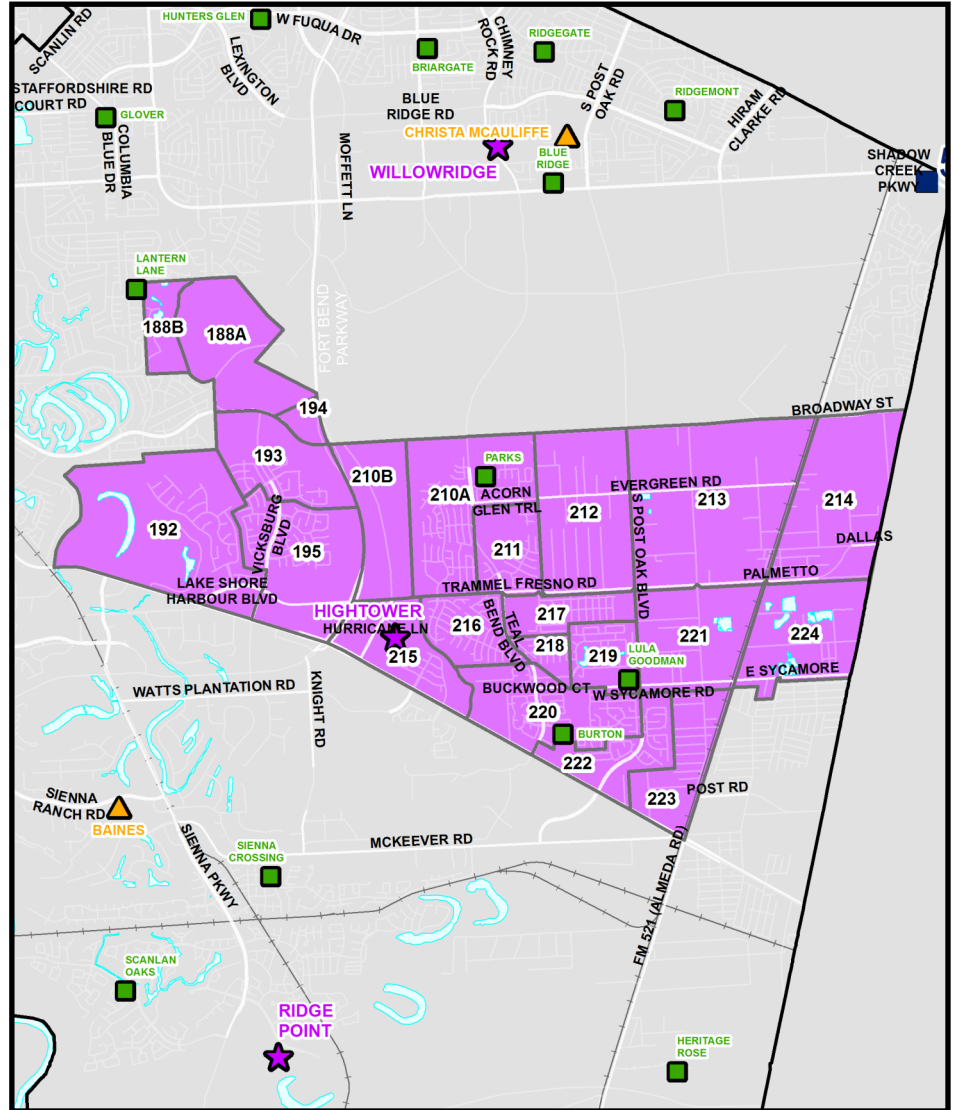 HUNTERS GLEN
W FUQUA DR
SCANLIN RD
LEXINGTON
BLVD
BRIARGATE
CHIMNEY
ROCK RD
RIDGEGATE
S POST
OAK RD
STAFFORDSHIRE RD
COURT RD
GLOVER
COLUMBIA
BLUE DR
BLUE
RIDGE RD
RIDGEMONT
HIRAM
CLARKE RD
MOFFETT LN
CHRISTA MCAULIFFE
WILLOWRIDGE
BLUE
RIDGE
SHADOW
CREEK
PKWY
LANTERN
LANE
188B
188A
FORT BEND
PARKWAY
194
BROADWAY ST
193
210B
PARKS
210A
ACORN
GLEN TRL
EVERGREEN RD
212
213
214
S POST OAK BLVD
192
VICKSBURG
BLVD
195
211
DALLAS
LAKE SHORE
HARBOUR BLVD
TRAMMEL FRESNO RD
PALMETTO
HIGHTOWER
HURRICANE LN
215
216
TEAL
BEND BLVD
217
218
219
LULA
GOODMAN
221
224
E SYCAMORE
WATTS PLANTATION RD
KNIGHT RD
BUCKWOOD CT
W SYCAMORE RD
220
BURTON
222
223
POST RD
SIENNA
RANCH RD
BAINES
SIENNA PKWY
SIENNA
CROSSING
MCKEEVER RD
FM 521 (ALMEDA RD)
SCANLAN
OAKS
RIDGE
POINT
HERITAGE
ROSE